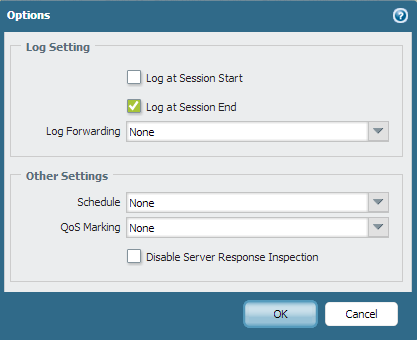 Options
?
Log Setting
Log at Session Start
Log at Session End
Log Forwarding None
Other Settings
Schedule None
QoS Marking None
Disable Server Response Inspection
OK Cancel